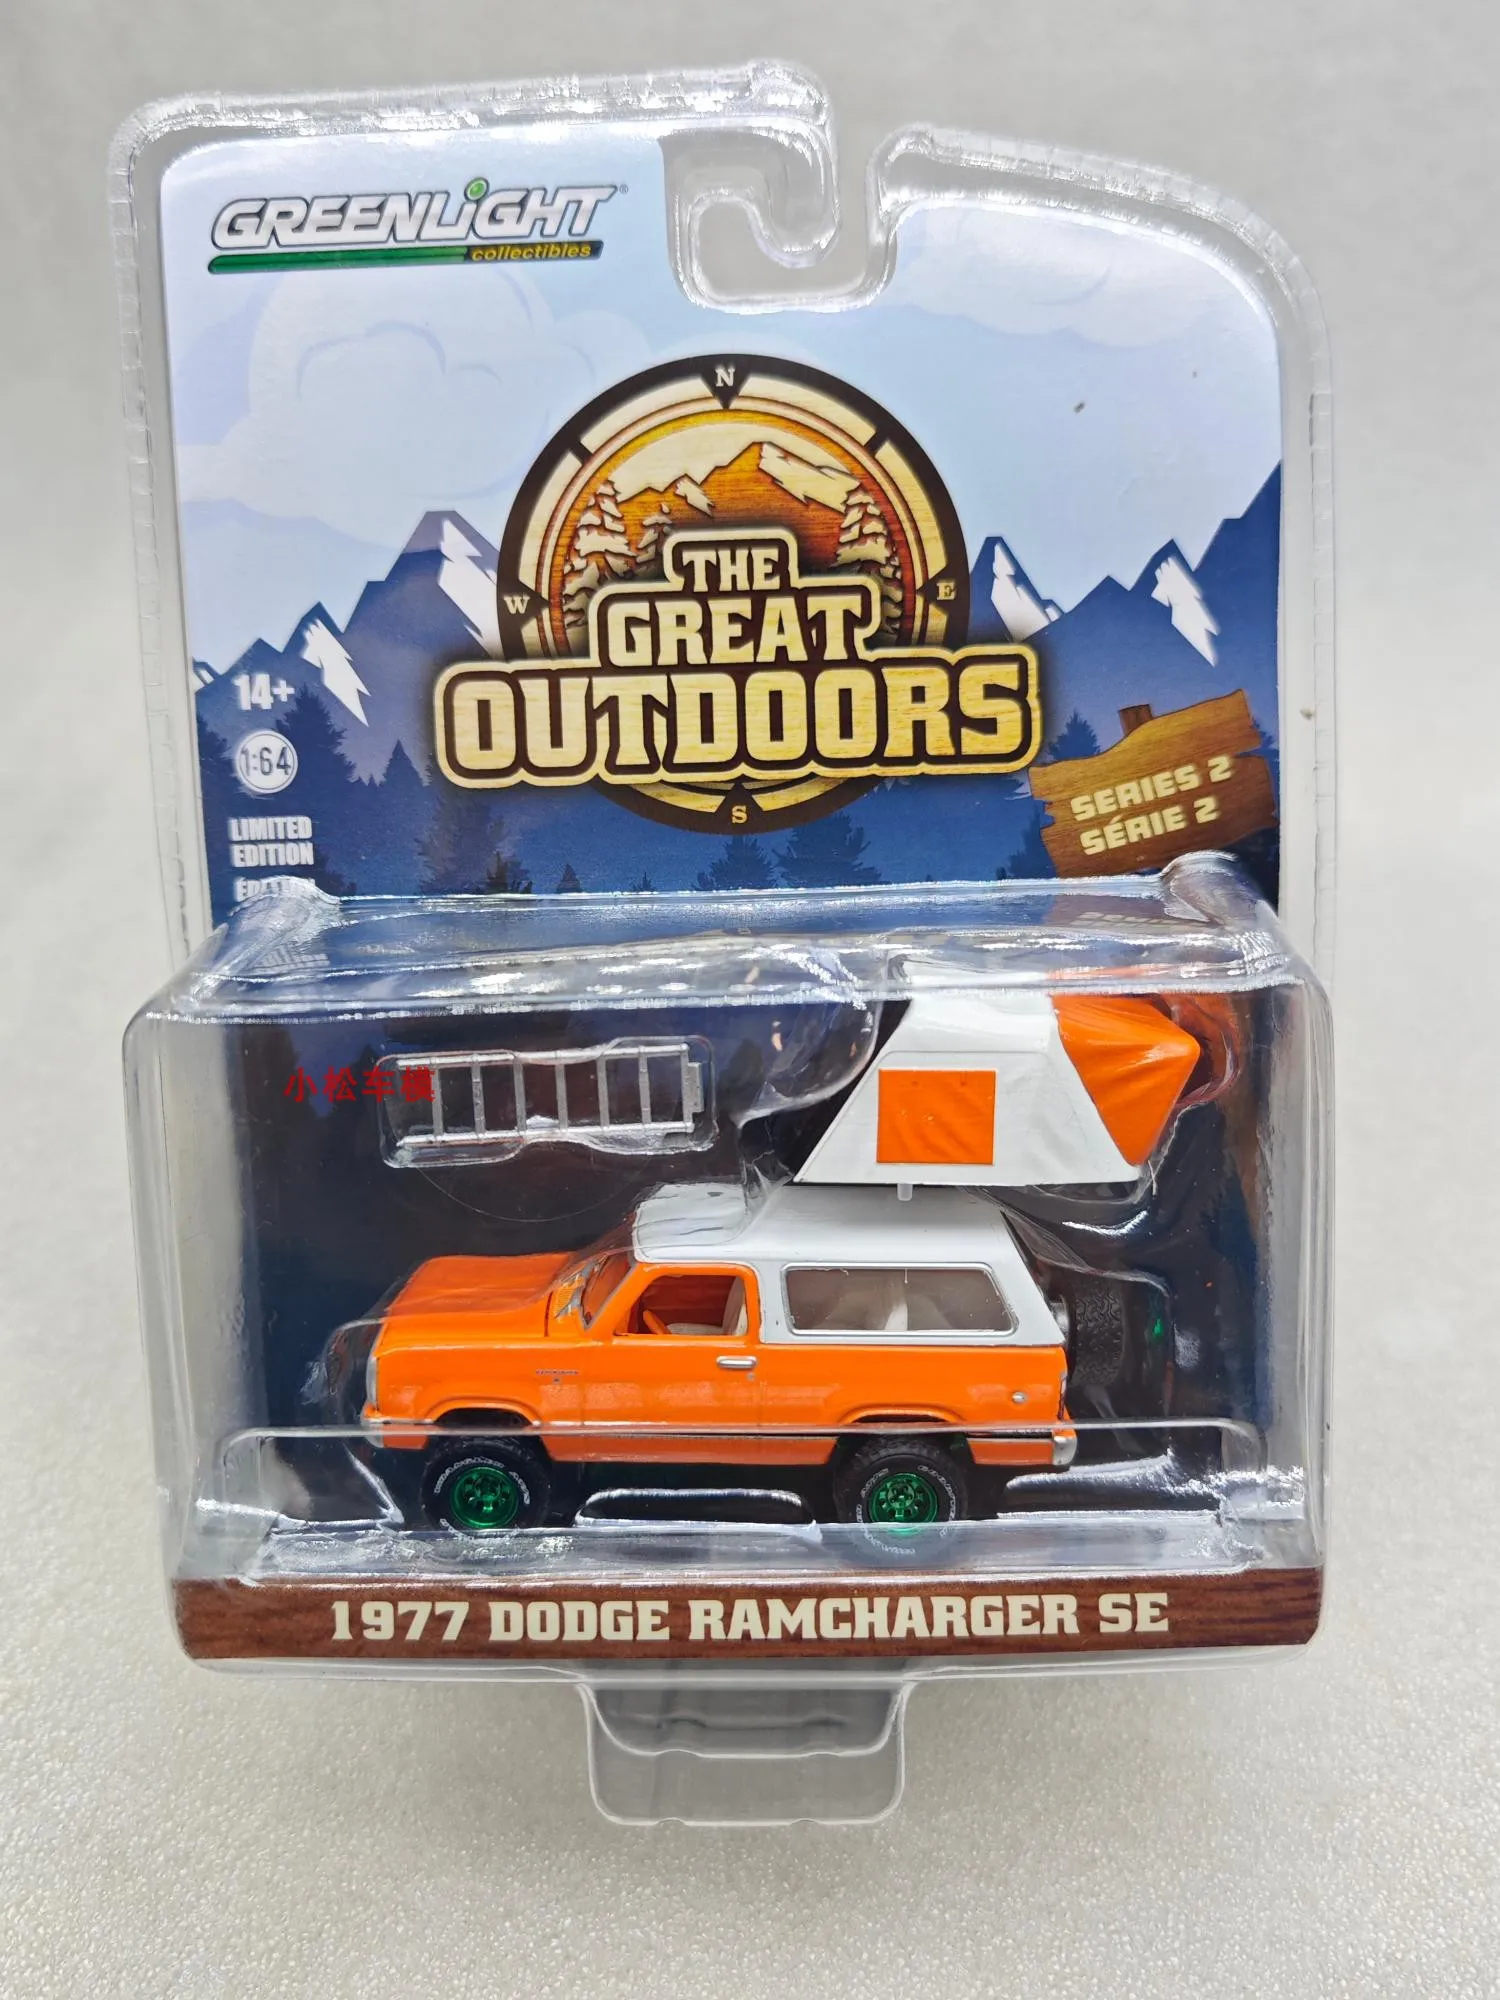 GREENLiGHT®
collectibles
N
W
E
S
THE
GREAT
OUTDOORS
14+
1:64
LIMITED
EDITION
SERIES 2
SÉRIE 2
小松车模
1977 DODGE RAMCHARGER SE